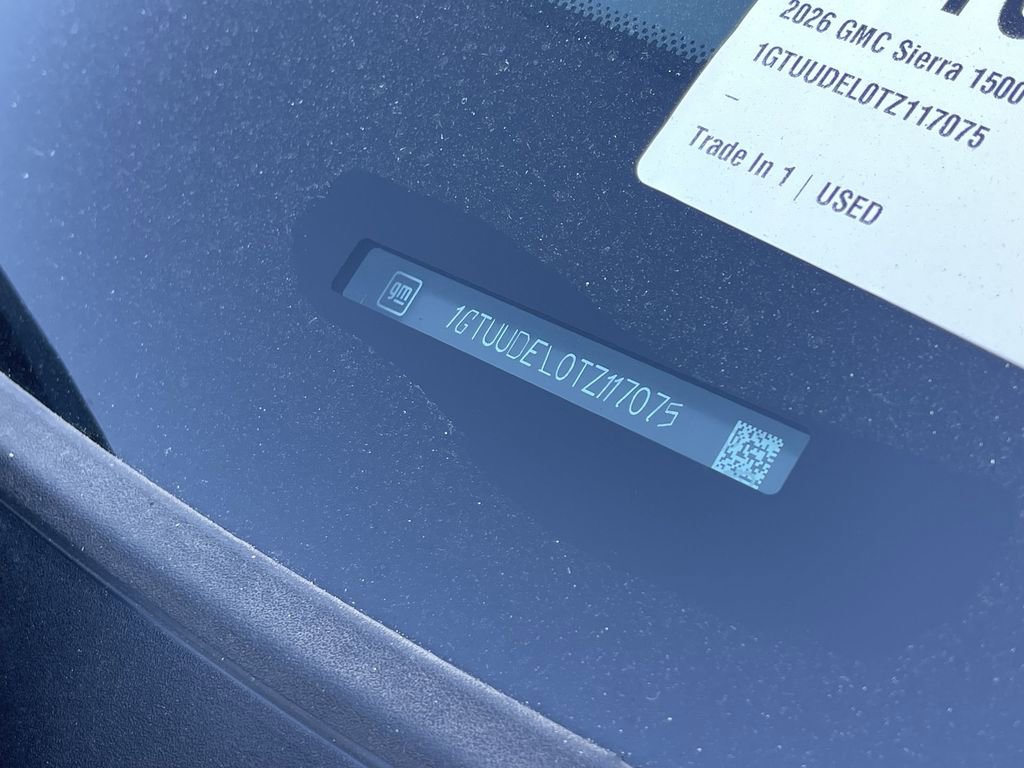 2026 GMC Sierra 1500
1GTUUDEL0TZ117075
–
Trade In 1 | USED
gm
1GTUUDEL0TZ117075